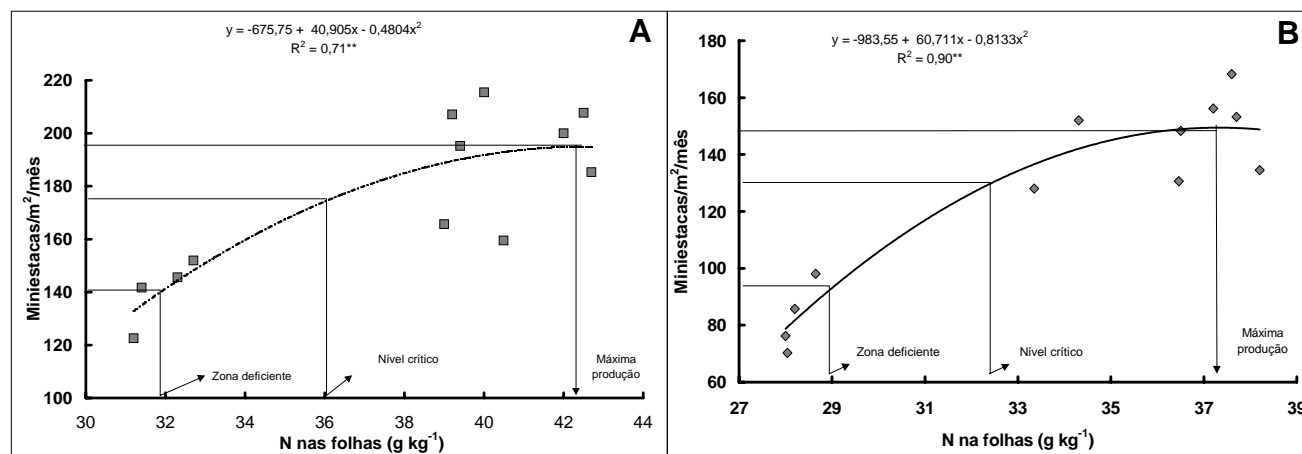 y = -675,75 + 40,905x - 0,4804x²
R² = 0,71**
A
220
200
180
160
140
120
100
Miniestacas/m²/mês
Zona deficiente
Nível crítico
Máxima
produção
30 32 34 36 38 40 42 44
N nas folhas (g kg⁻¹)
y = -983,55 + 60,711x - 0,8133x²
R² = 0,90**
B
180
160
140
120
100
80
60
Miniestacas/m²/mês
Zona deficiente
Nível crítico
Máxima
produção
27 29 31 33 35 37 39
N na folhas (g kg⁻¹)